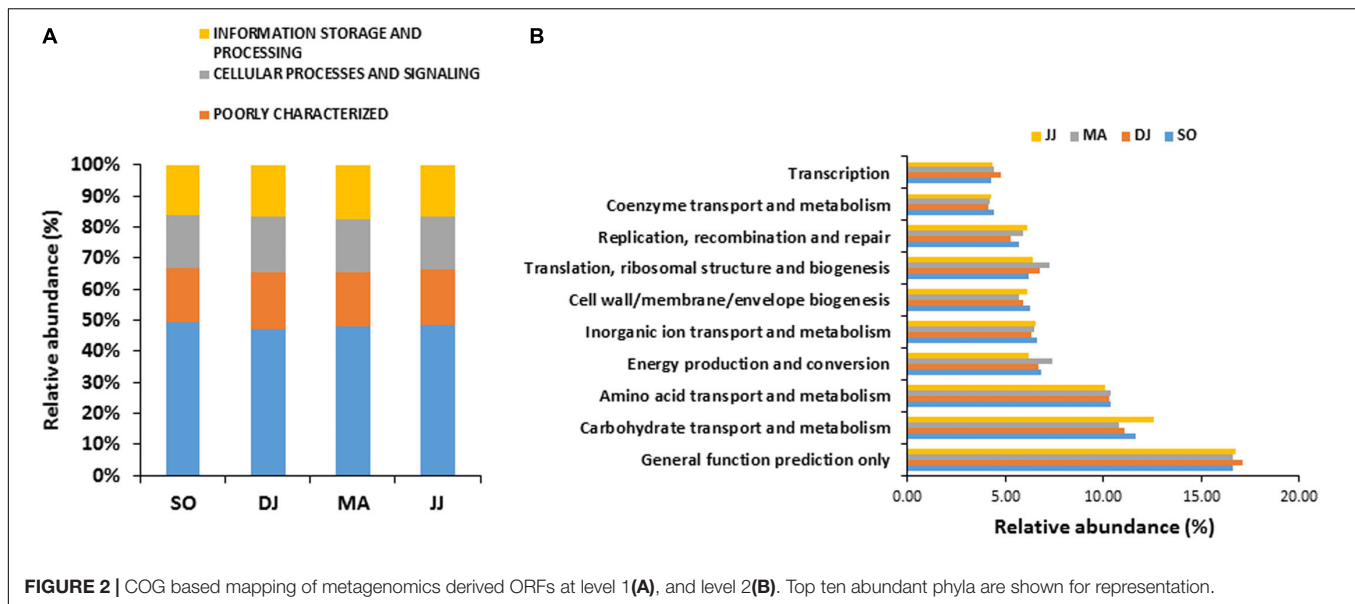 A
INFORMATION STORAGE AND
PROCESSING
CELLULAR PROCESSES AND SIGNALING
POORLY CHARACTERIZED
Relative abundance (%)
100%
90%
80%
70%
60%
50%
40%
30%
20%
10%
0%
SO DJ MA JJ
B
JJ MA DJ SO
Transcription
Coenzyme transport and metabolism
Replication, recombination and repair
Translation, ribosomal structure and biogenesis
Cell wall/membrane/envelope biogenesis
Inorganic ion transport and metabolism
Energy production and conversion
Amino acid transport and metabolism
Carbohydrate transport and metabolism
General function prediction only
0.00 5.00 10.00 15.00 20.00
Relative abundance (%)
FIGURE 2 | COG based mapping of metagenomics derived ORFs at level 1(A), and level 2(B). Top ten abundant phyla are shown for representation.